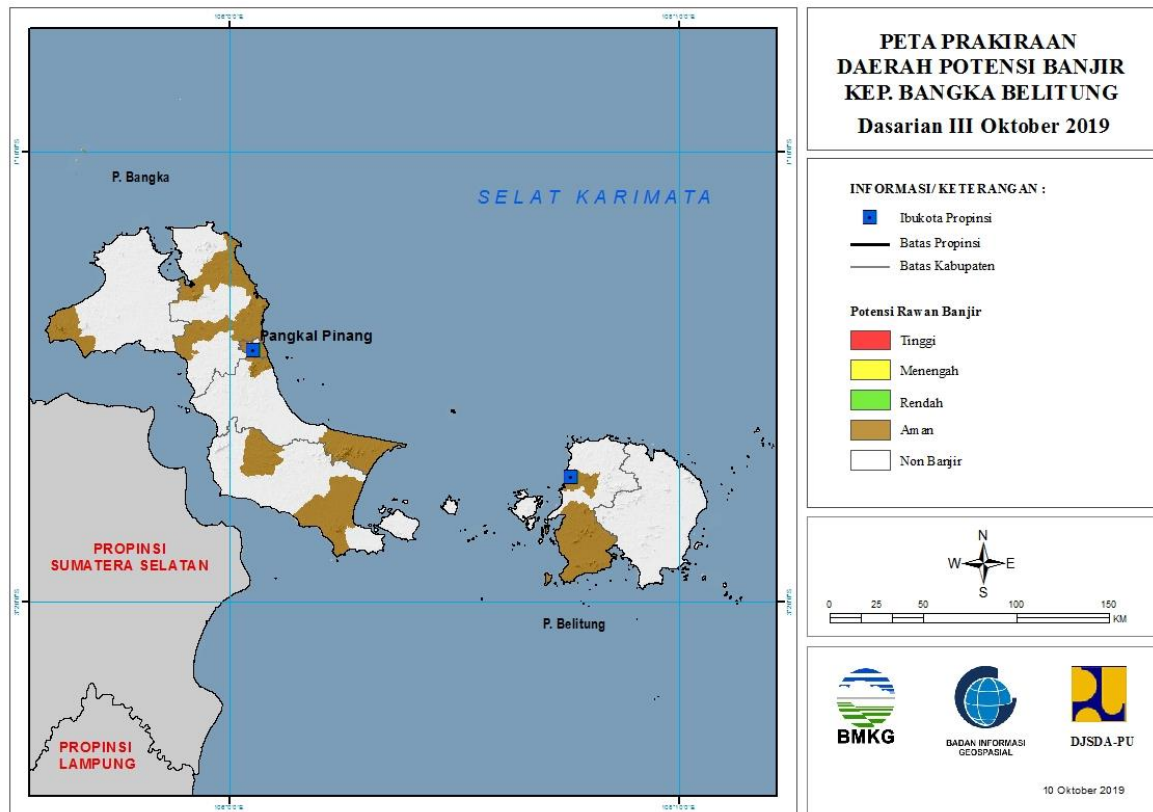 PETA PRAKIRAAN
DAERAH POTENSI BANJIR
KEP. BANGKA BELITUNG
Dasarian III Oktober 2019
P. Bangka
SELAT KARIMATA
Pangkal Pinang
PROPINSI
SUMATERA SELATAN
P. Belitung
PROPINSI
LAMPUNG
INFORMASI/ KETERANGAN :
Ibukota Propinsi
Batas Propinsi
Batas Kabupaten
Potensi Rawan Banjir
Tinggi
Menengah
Rendah
Aman
Non Banjir
N
W E
S
0 25 50 100 150
KM
BMKG
BADAN INFORMASI
GEOSPASIAL
DJSDA-PU
10 Oktober 2019